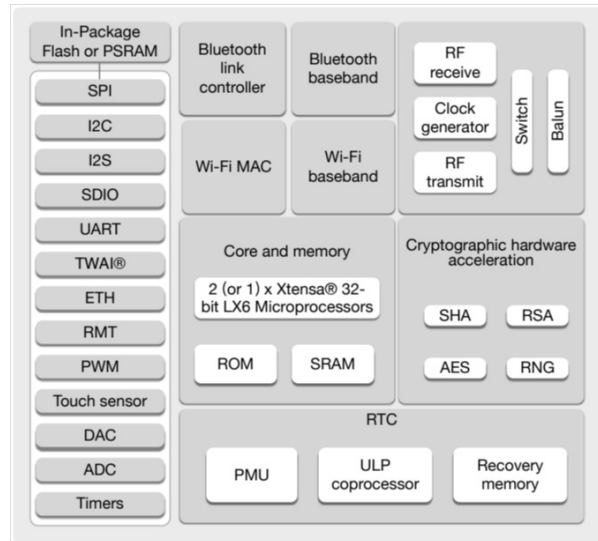 In-Package
Flash or PSRAM
SPI
I2C
I2S
SDIO
UART
TWAI®
ETH
RMT
PWM
Touch sensor
DAC
ADC
Timers
Bluetooth
link
controller
Bluetooth
baseband
Wi-Fi MAC
Wi-Fi
baseband
RF
receive
Clock
generator
RF
transmit
Switch
Balun
Core and memory
2 (or 1) x Xtensa® 32-
bit LX6 Microprocessors
ROM
SRAM
Cryptographic hardware
acceleration
SHA
RSA
AES
RNG
RTC
PMU
ULP
coprocessor
Recovery
memory